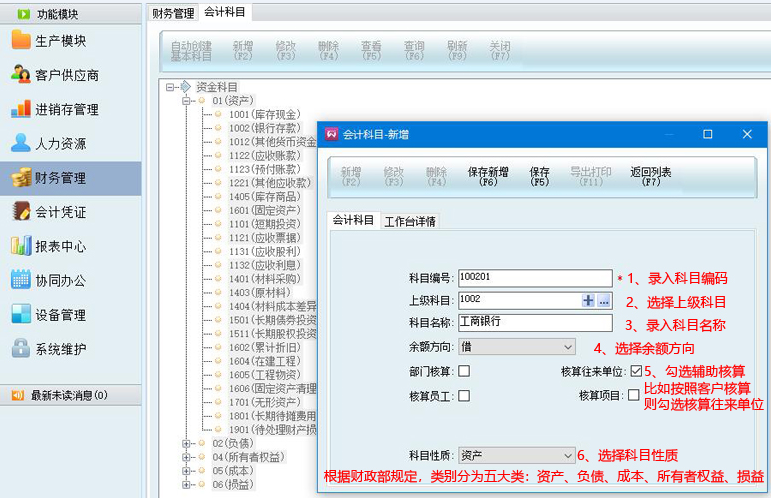 功能模块
生产模块
客户供应商
进销存管理
人力资源
财务管理
会计凭证
报表中心
协同办公
设备管理
系统维护
最新未读消息(0)
财务管理 会计科目
自动创建基本科目 新增(F2) 修改(F3) 删除(F4) 查看(F5) 查询(F6) 刷新(F9) 关闭(F7)
资金科目
01(资产)
1001(库存现金)
1002(银行存款)
1012(其他货币资金
1122(应收账款)
1123(预付账款)
1221(其他应收款)
1405(库存商品)
1601(固定资产)
1101(短期投资)
1121(应收票据)
1131(应收股利)
1132(应收利息)
1401(材料采购)
1403(原材料)
1404(材料成本差异
1501(长期债券投资
1511(长期股权投资
1602(累计折旧)
1604(在建工程)
1605(工程物资)
1606(固定资产清理
1701(无形资产)
1801(长期待摊费用
1901(待处理财产损
02(负债)
04(所有者权益)
05(成本)
06(损益)
会计科目-新增
新增(F2) 修改(F3) 删除(F4) 保存新增(F6) 保存(F5) 导出打印(F11) 返回列表(F7)
会计科目 工作台详情
科目编号: 100201 * 1、录入科目编码
上级科目: 1002 2、选择上级科目
科目名称: 工商银行 3、录入科目名称
余额方向: 借 4、选择余额方向
部门核算: 核算往来单位: 5、勾选辅助核算
核算员工: 核算项目: 比如按照客户核算
则勾选核算往来单位
科目性质: 资产 6、选择科目性质
根据财政部规定，类别分为五大类：资产、负债、成本、所有者权益、损益